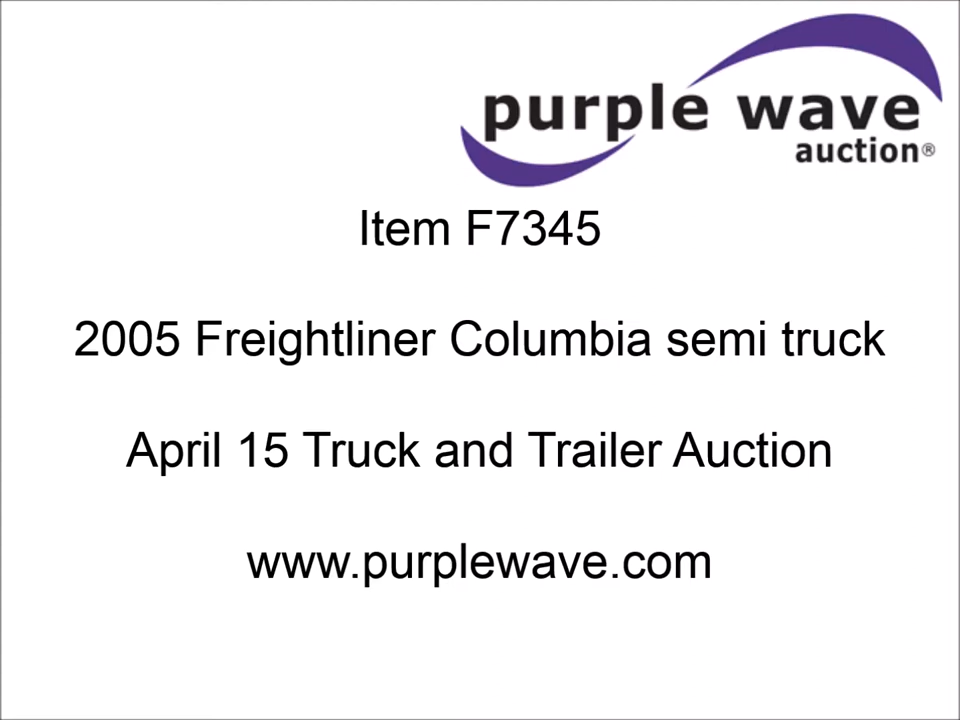 purple wave
auction®
Item F7345
2005 Freightliner Columbia semi truck
April 15 Truck and Trailer Auction
www.purplewave.com